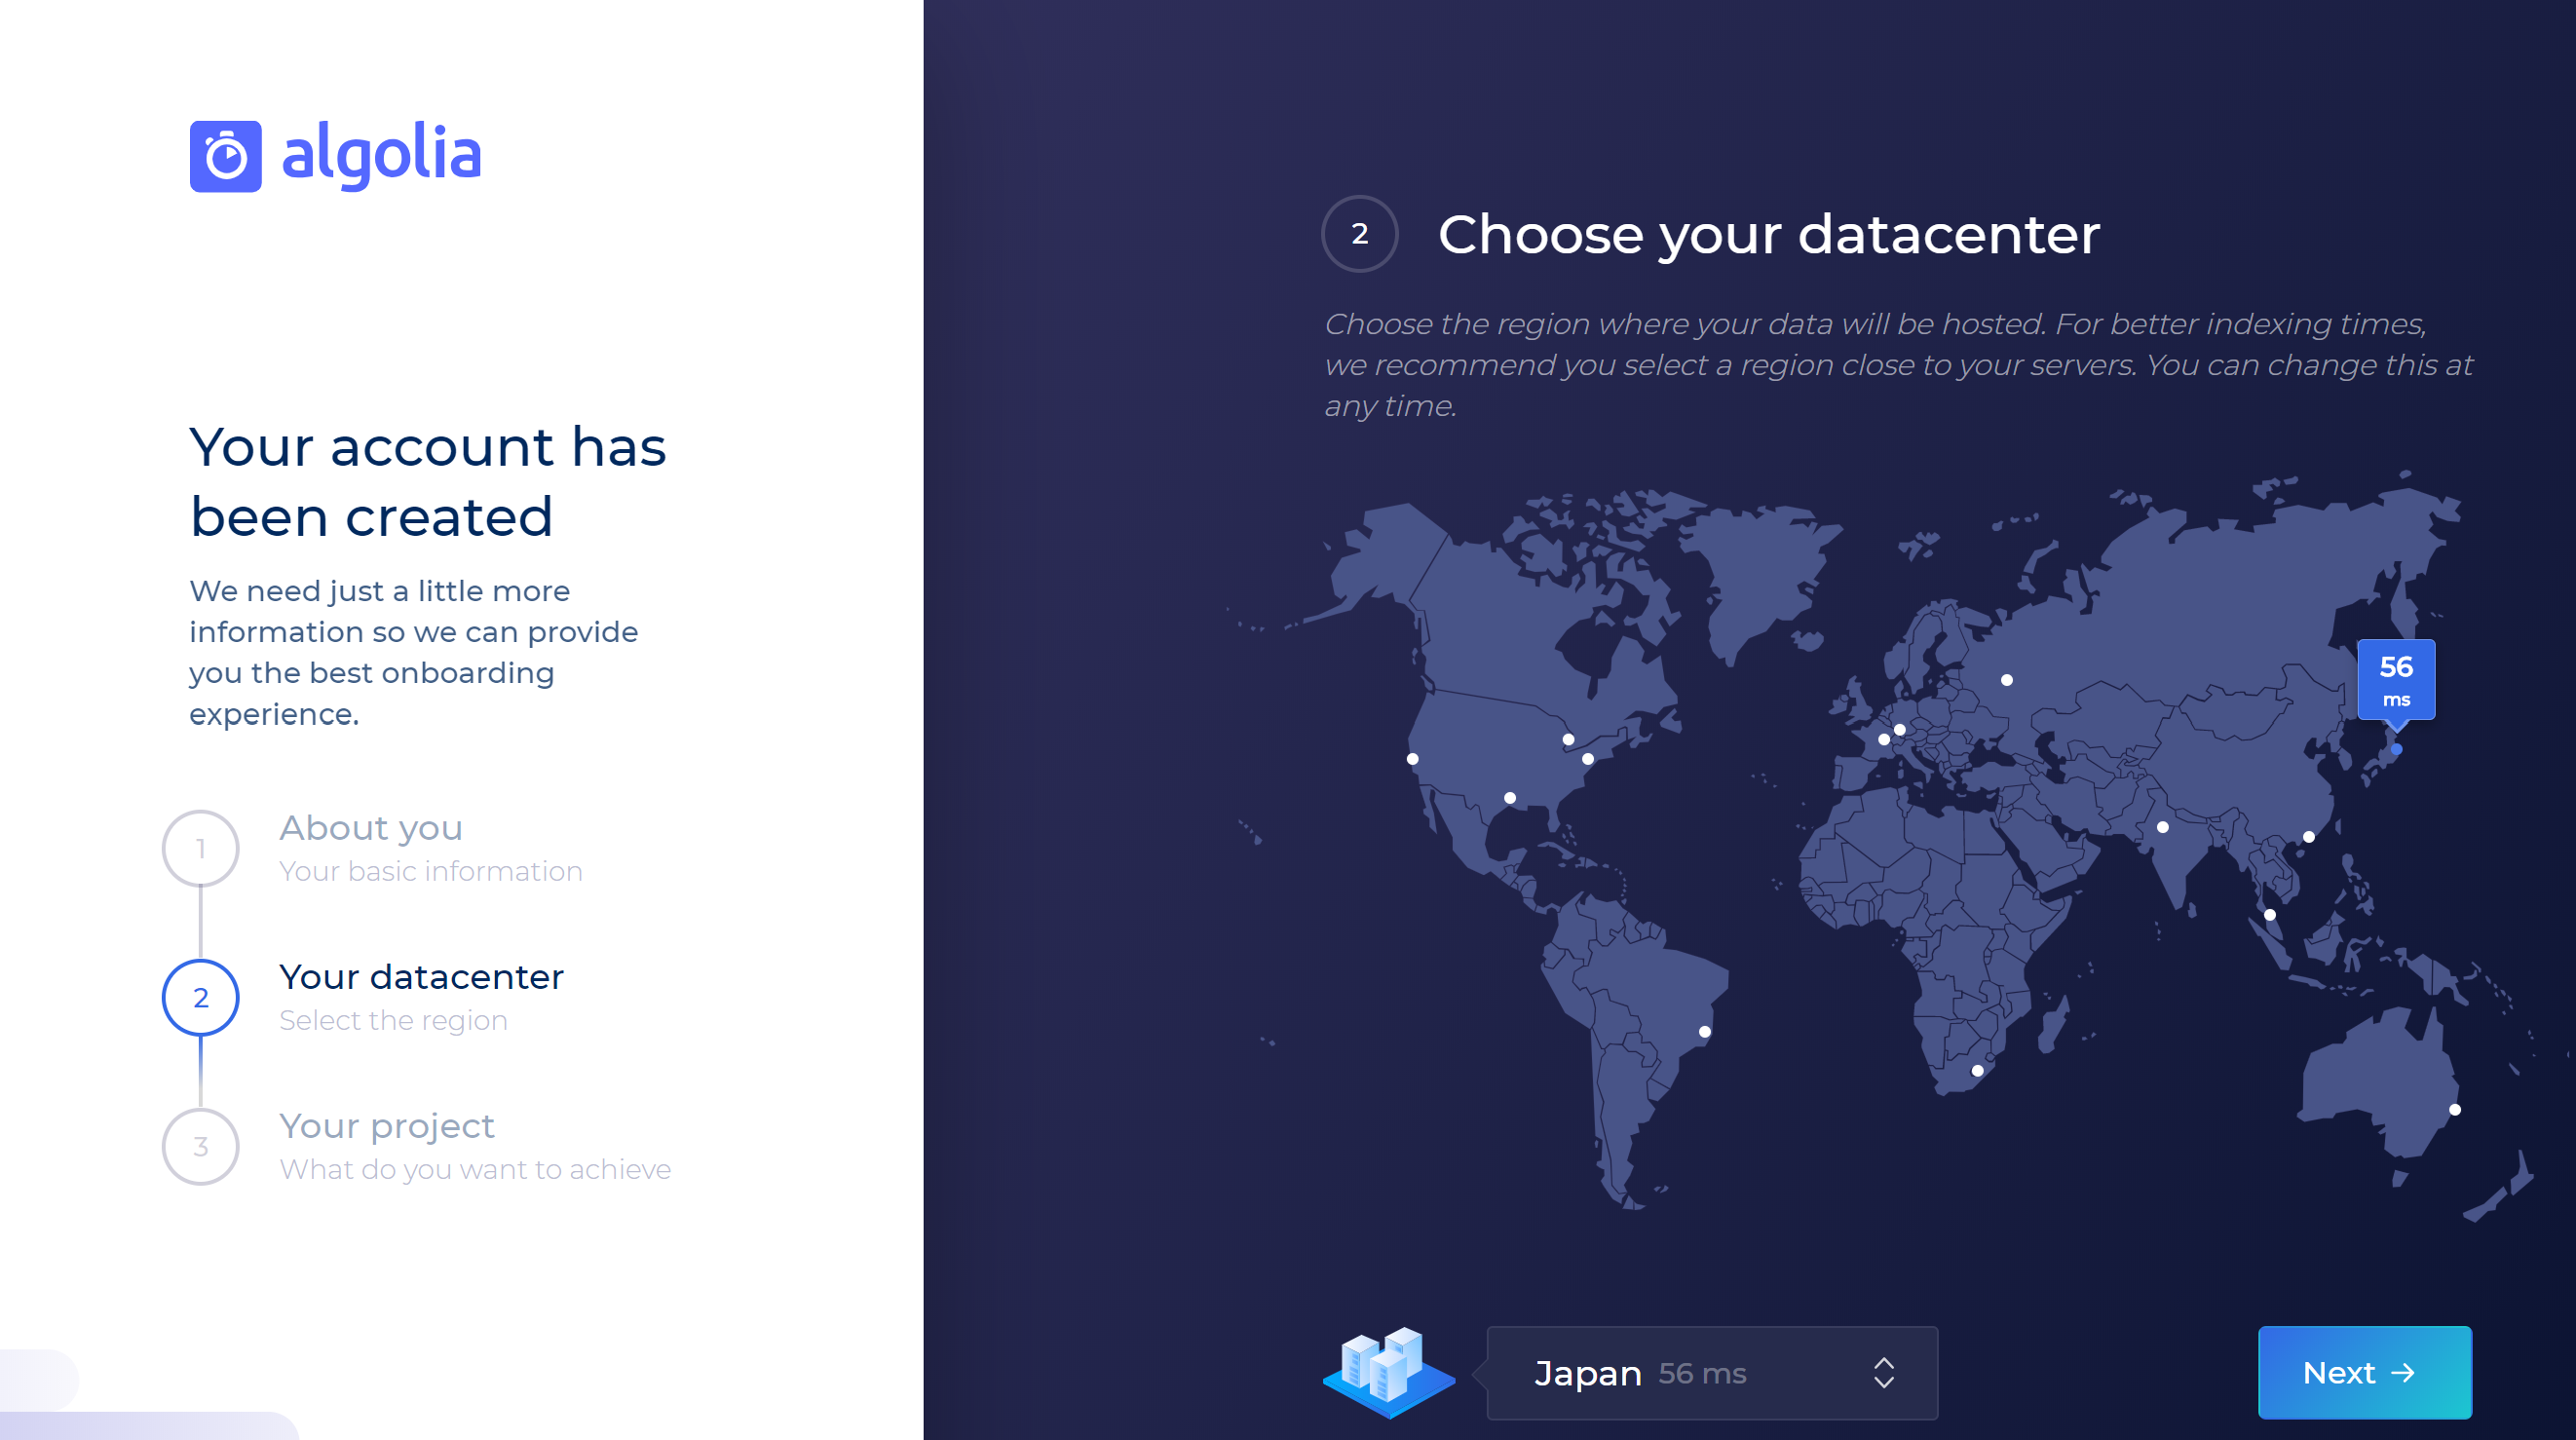 algolia
Your account has
been created
We need just a little more
information so we can provide
you the best onboarding
experience.
1
About you
Your basic information
2
Your datacenter
Select the region
3
Your project
What do you want to achieve
2
Choose your datacenter
Choose the region where your data will be hosted. For better indexing times,
we recommend you select a region close to your servers. You can change this at
any time.
56
ms
Japan 56 ms
Next →